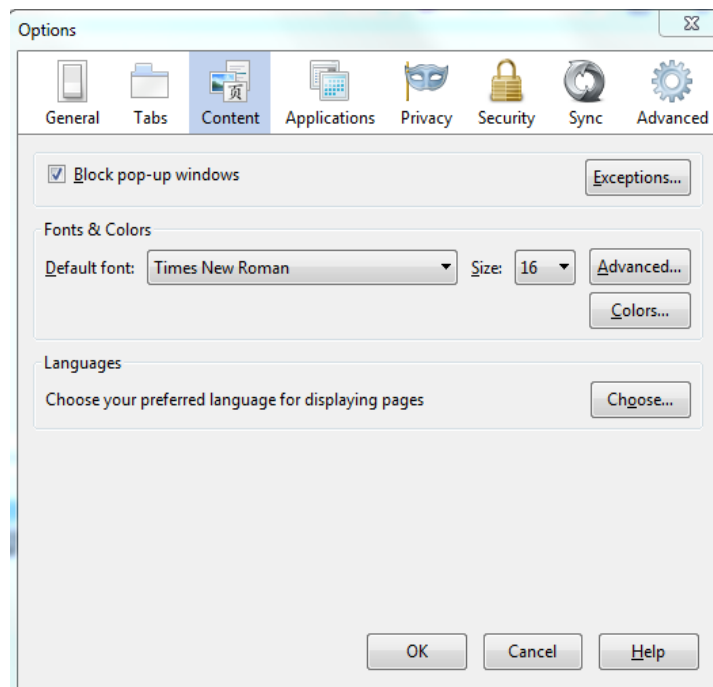 Options
General Tabs Content Applications Privacy Security Sync Advanced
Block pop-up windows Exceptions...
Fonts & Colors
Default font: Times New Roman Size: 16 Advanced...
Colors...
Languages
Choose your preferred language for displaying pages Choose...
OK Cancel Help
页